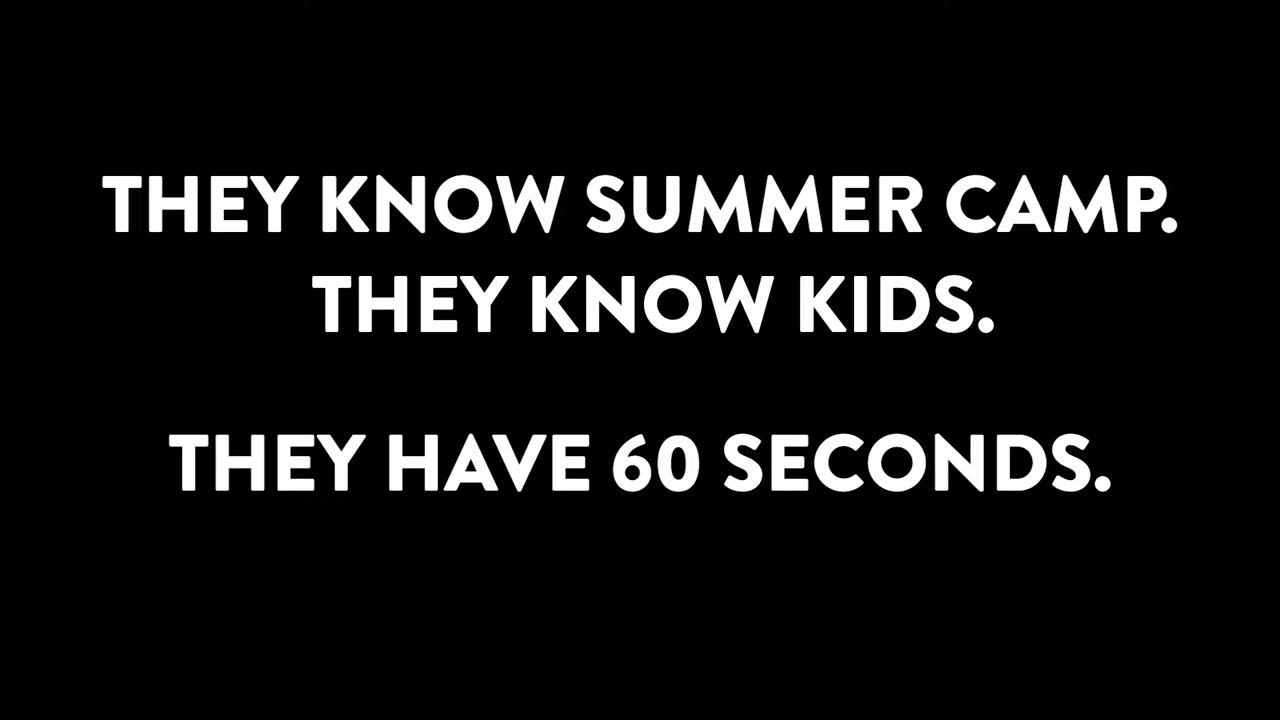 THEY KNOW SUMMER CAMP.
THEY KNOW KIDS.
THEY HAVE 60 SECONDS.